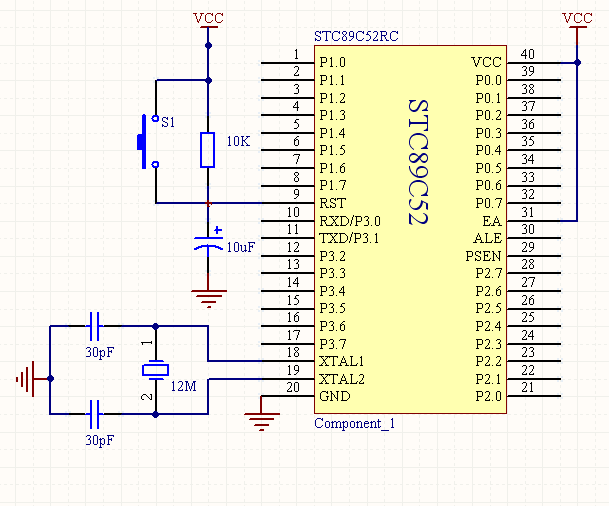 VCC
VCC
STC89C52RC
1 P1.0 VCC 40
2 P1.1 P0.0 39
3 P1.2 P0.1 38
4 P1.3 P0.2 37
5 P1.4 P0.3 36
6 P1.5 P0.4 35
7 P1.6 P0.5 34
8 P1.7 P0.6 33
9 RST P0.7 32
10 RXD/P3.0 EA 31
11 TXD/P3.1 ALE 30
12 P3.2 PSEN 29
13 P3.3 P2.7 28
14 P3.4 P2.6 27
15 P3.5 P2.5 26
16 P3.6 P2.4 25
17 P3.7 P2.3 24
18 XTAL1 P2.2 23
19 XTAL2 P2.1 22
20 GND P2.0 21
STC89C52
Component_1
S1
10K
+
10uF
30pF
1
12M
2
30pF